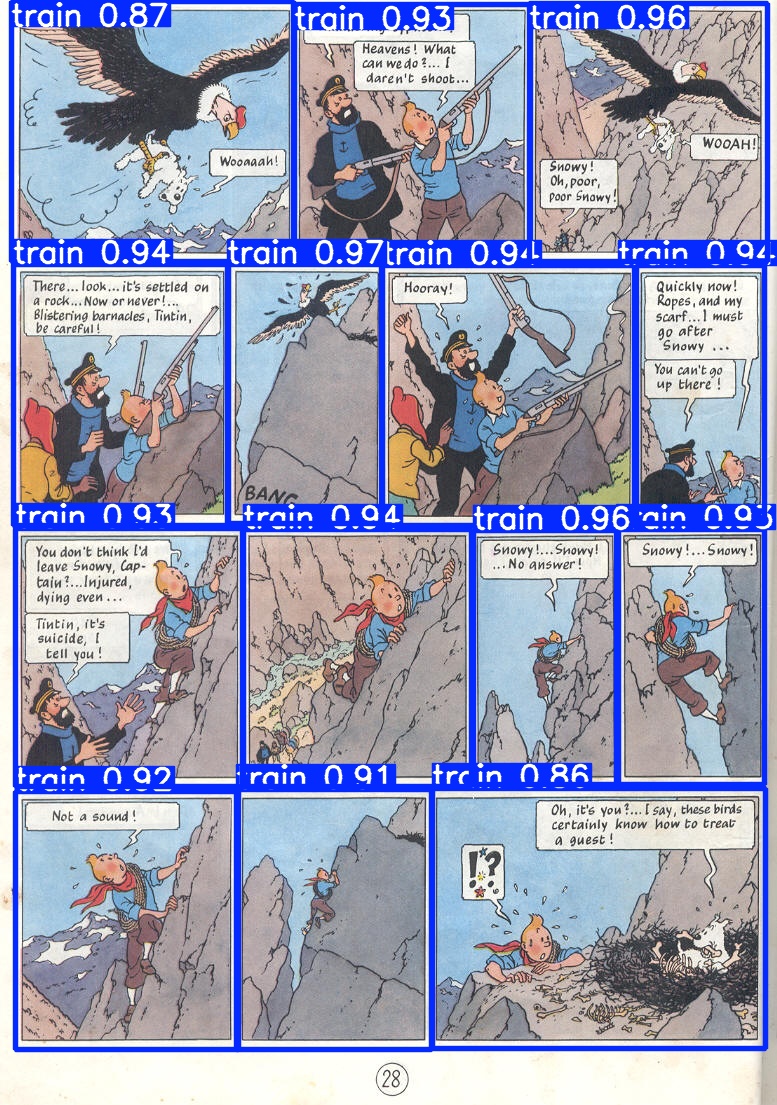 train 0.87
train 0.93
train 0.96
Wooaaah!
Heavens! What
can we do?... I
daren't shoot...
WOOAH!
Snowy!
Oh, poor,
poor Snowy!
train 0.94
train 0.97
train 0.94
train 0.94
There... look... it's settled on
a rock... Now or never!...
Blistering barnacles, Tintin,
be careful!
BANG
Hooray!
Quickly now!
Ropes, and my
scarf... I must
go after
Snowy ...
You can't go
up there!
train 0.93
train 0.94
train 0.96
train 0.93
You don't think I'd
leave Snowy, Cap-
tain?... Injured,
dying even...
Tintin, it's
suicide, I
tell you!
Snowy!... Snowy!
... No answer!
Snowy!... Snowy!
train 0.92
train 0.91
train 0.86
Not a sound!
Oh, it's you?... I say, these birds
certainly know how to treat
a guest!
!?
28